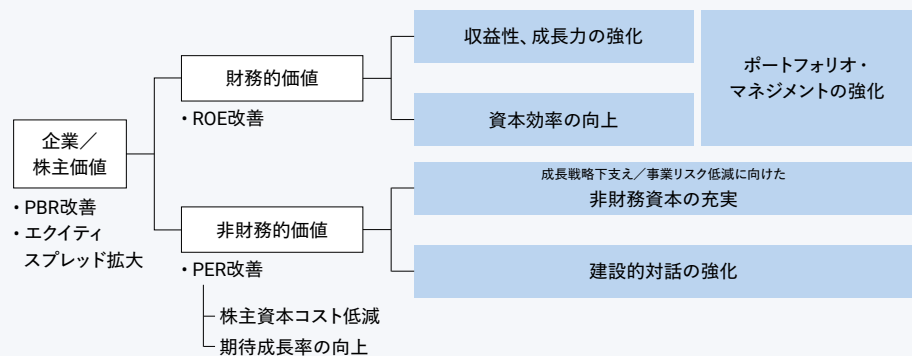 企業／
株主価値
・PBR改善
・エクイティ
スプレッド拡大
財務的価値
・ROE改善
収益性、成長力の強化
資本効率の向上
ポートフォリオ・
マネジメントの強化
非財務的価値
・PER改善
株主資本コスト低減
期待成長率の向上
成長戦略下支え／事業リスク低減に向けた
非財務資本の充実
建設的対話の強化